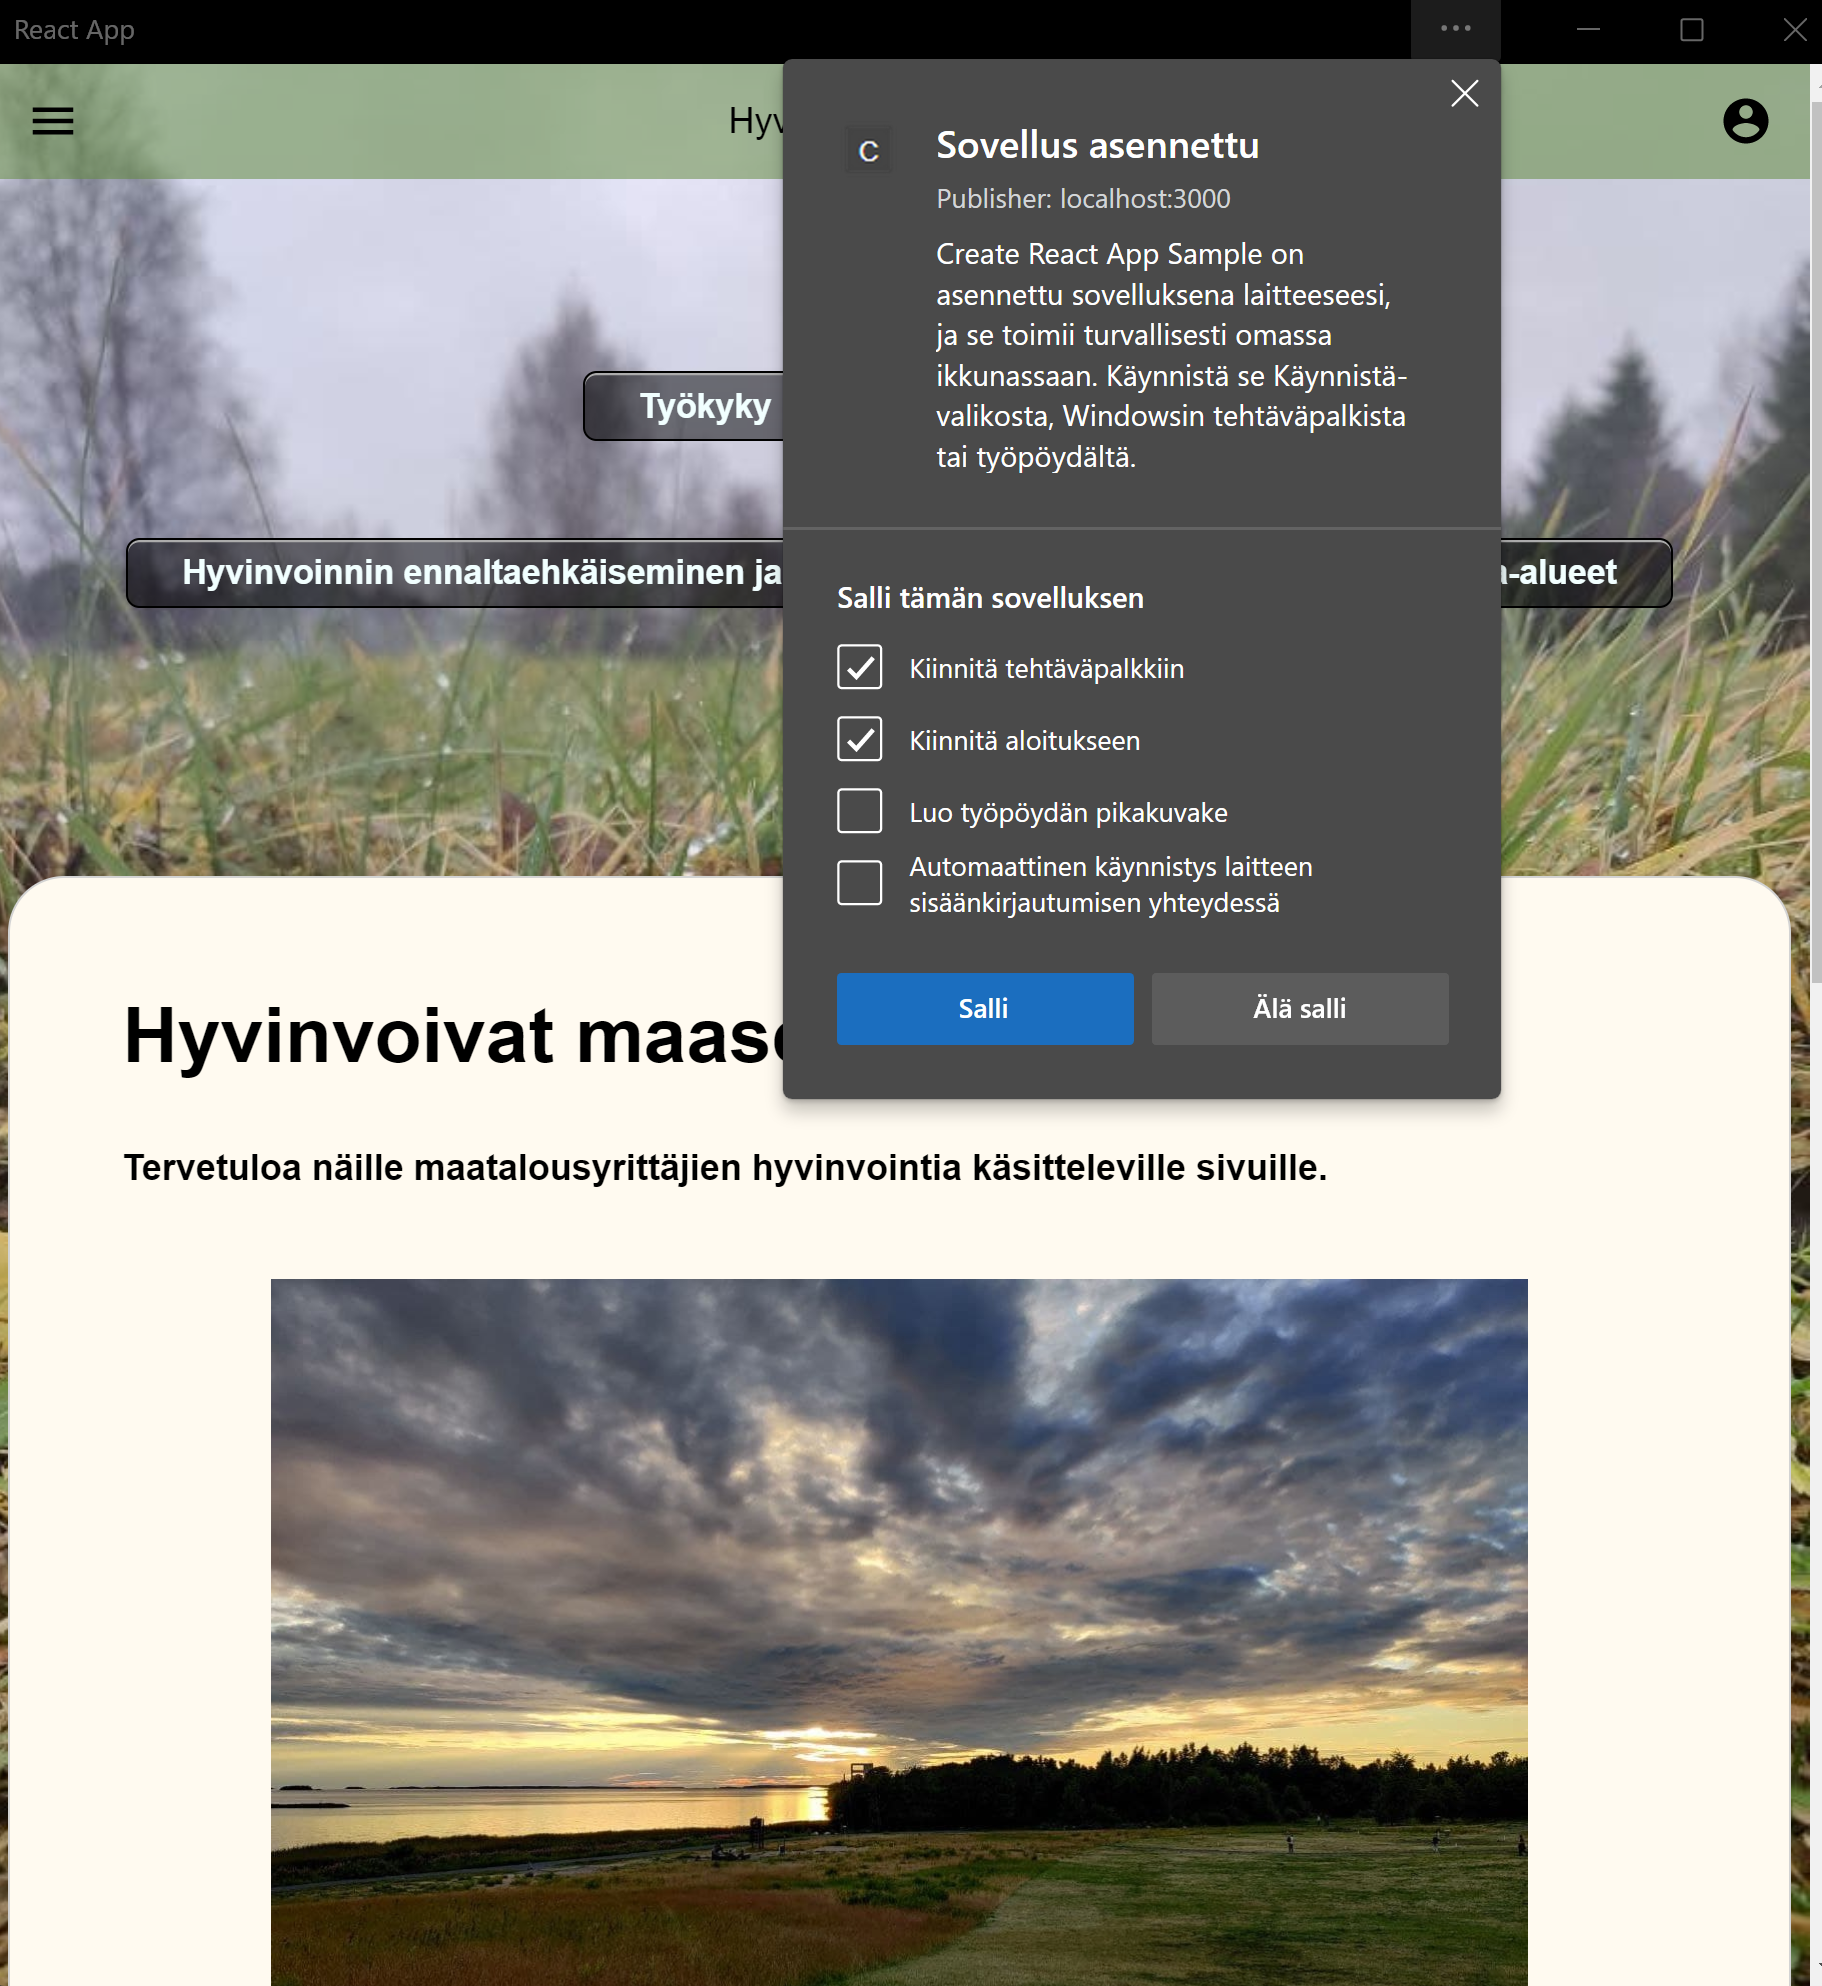 React App
C
Sovellus asennettu
Publisher: localhost:3000
Create React App Sample on
asennettu sovelluksena laitteeseesi,
ja se toimii turvallisesti omassa
ikkunassaan. Käynnistä se Käynnistä-
valikosta, Windowsin tehtäväpalkista
tai työpöydältä.
Työkyky
Hyvinvoinnin ennaltaehkäiseminen ja
-alueet
Salli tämän sovelluksen
Kiinnitä tehtäväpalkkiin
Kiinnitä aloitukseen
Luo työpöydän pikakuvake
Automaattinen käynnistys laitteen
sisäänkirjautumisen yhteydessä
Salli
Älä salli
Hyvinvoivat
Tervetuloa näille maatalousyrittäjien hyvinvointia käsitteleville sivuille.